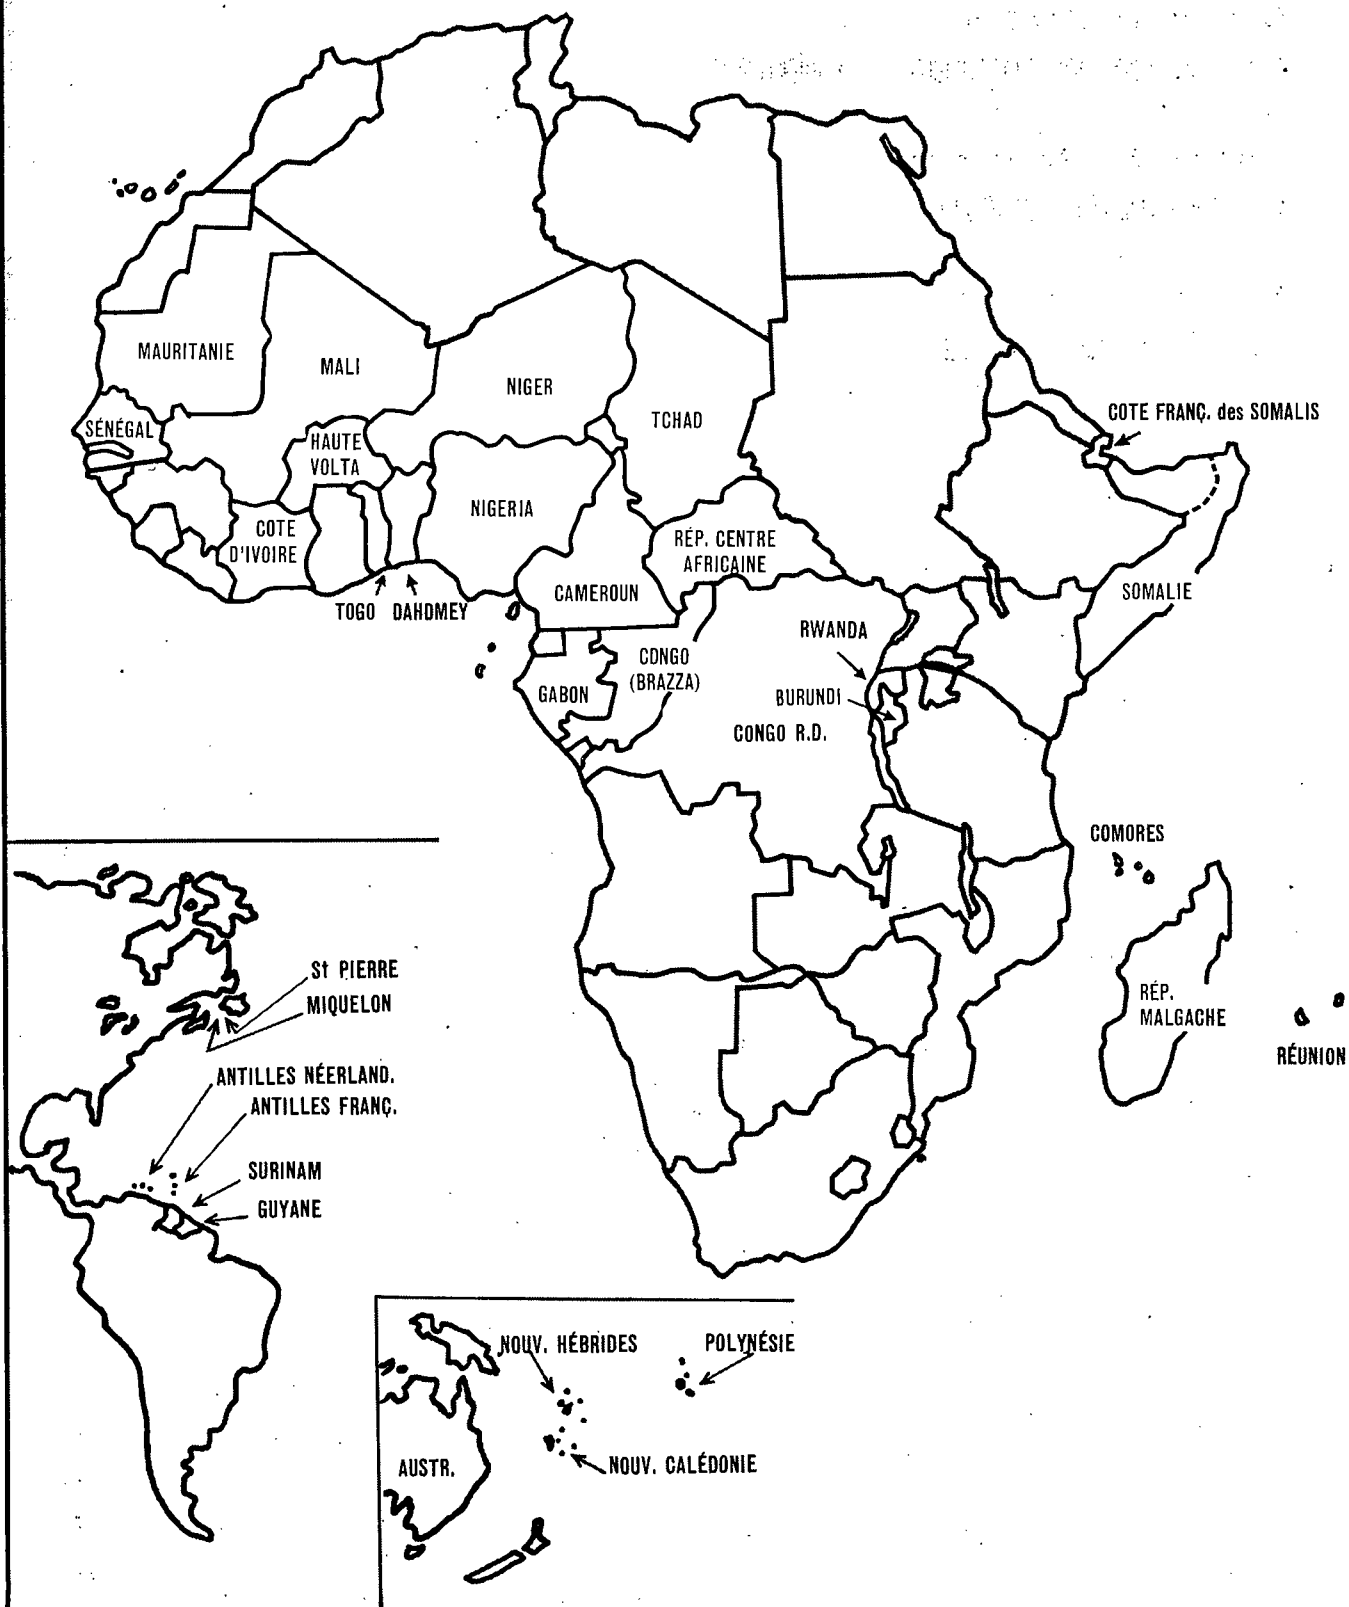 MAURITANIE
MALI
NIGER
TCHAD
COTE FRANÇ. des SOMALIS
SÉNÉGAL
HAUTE
VOLTA
NIGERIA
COTE
D'IVOIRE
RÉP. CENTRE
AFRICAINE
CAMEROUN
SOMALIE
TOGO
DAHOMEY
RWANDA
CONGO
(BRAZZA)
GABON
BURUNDI
CONGO R.D.
COMORES
RÉP.
MALGACHE
RÉUNION
St PIERRE
MIQUELON
ANTILLES NÉERLAND.
ANTILLES FRANÇ.
SURINAM
GUYANE
NOUV. HÉBRIDES
POLYNÉSIE
AUSTR.
NOUV. CALÉDONIE